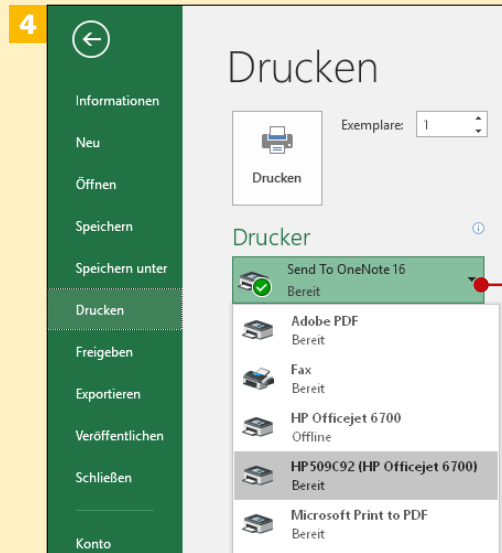 4
Informationen
Neu
Öffnen
Speichern
Speichern unter
Drucken
Freigeben
Exportieren
Veröffentlichen
Schließen
Konto
Drucken
Drucken
Exemplare: 1
Drucker
Send To OneNote 16
Bereit
Adobe PDF
Bereit
Fax
Bereit
HP Officejet 6700
Offline
HP509C92 (HP Officejet 6700)
Bereit
Microsoft Print to PDF
Bereit